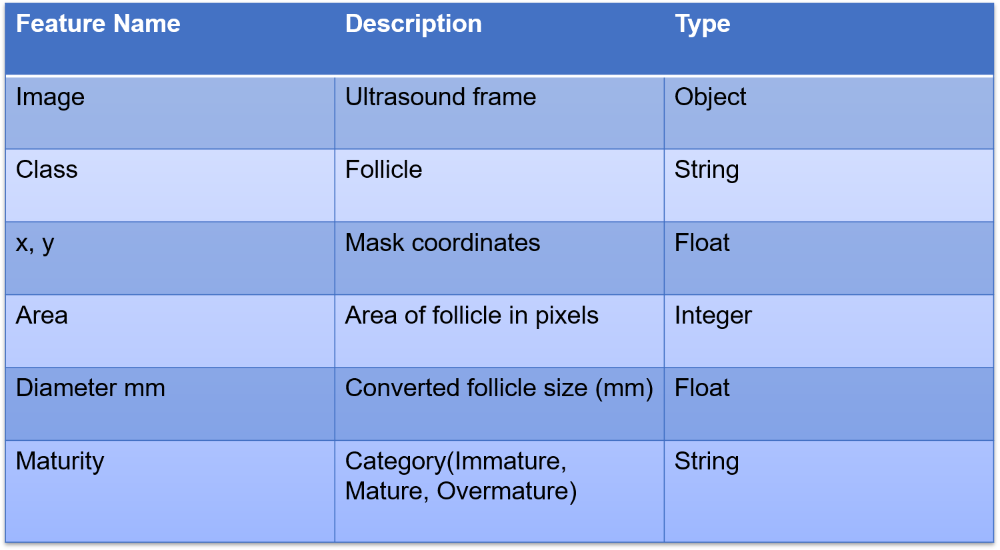 Feature Name Description Type
Image Ultrasound frame Object
Class Follicle String
x, y Mask coordinates Float
Area Area of follicle in pixels Integer
Diameter mm Converted follicle size (mm) Float
Maturity Category(Immature, String
Mature, Overmature)